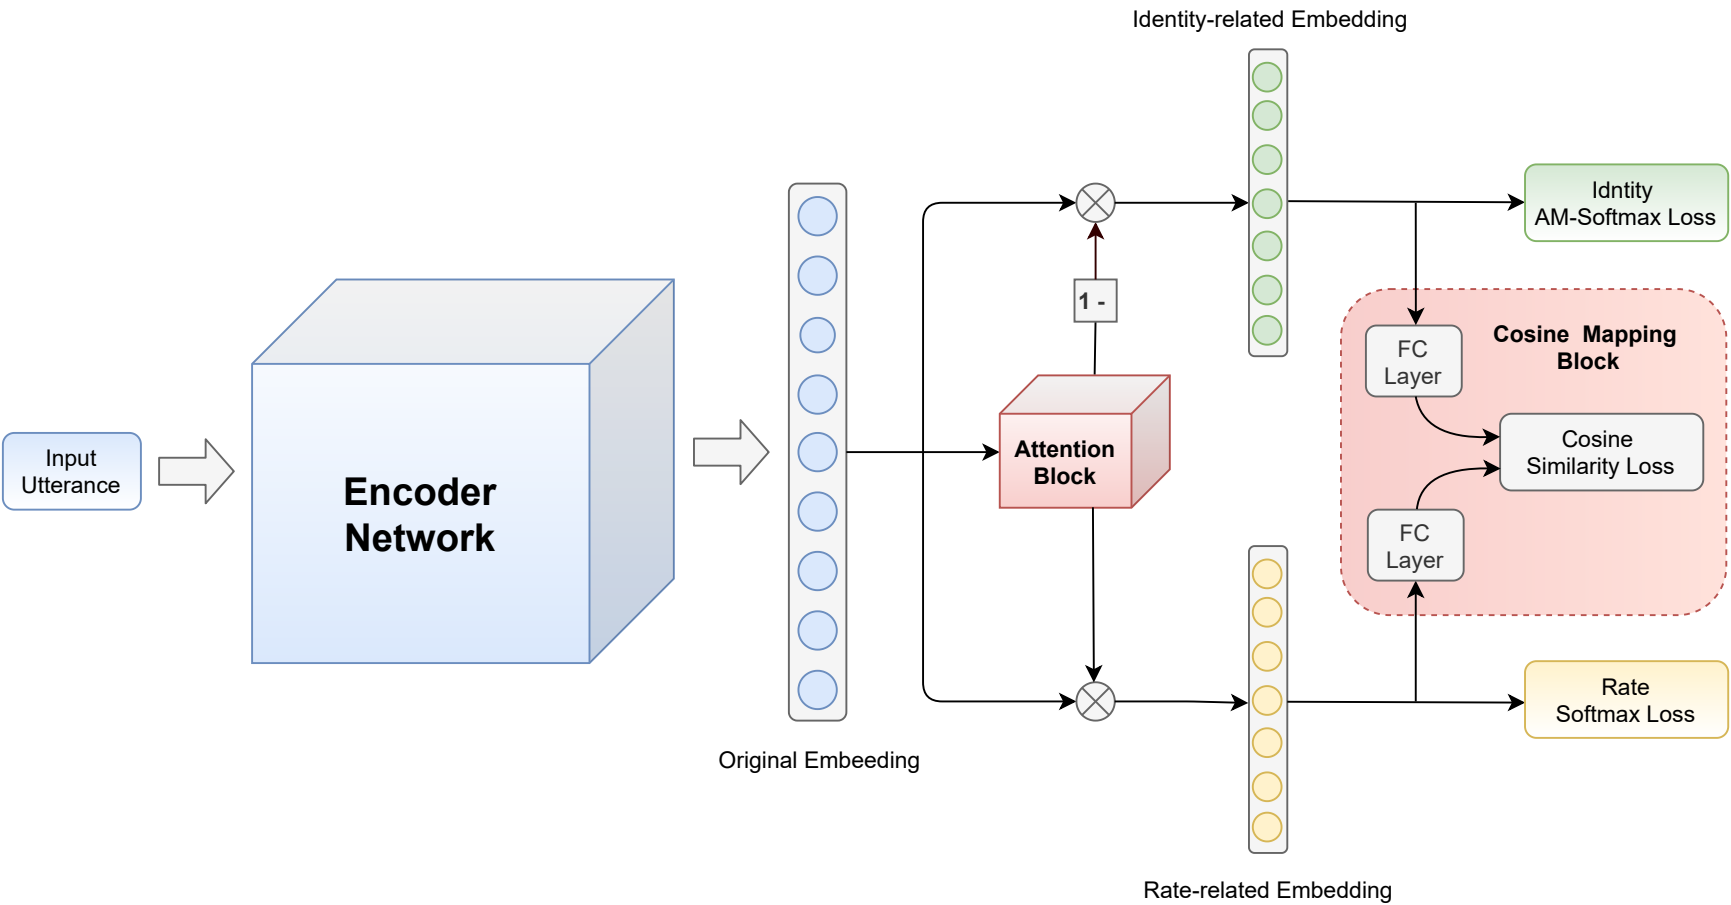 Identity-related Embedding
Input
Utterance
Encoder
Network
Original Embeeding
1 -
Attention
Block
Idntity
AM-Softmax Loss
Cosine Mapping
Block
FC
Layer
Cosine
Similarity Loss
FC
Layer
Rate
Softmax Loss
Rate-related Embedding